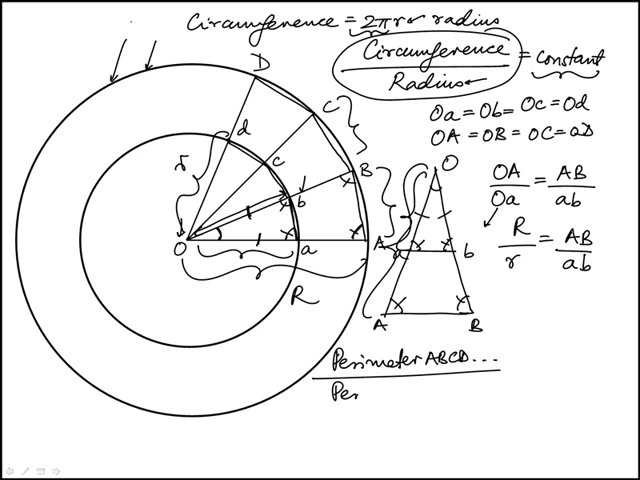 Circumference = 2πr radius
Circumference / Radius = constant
Oa = Ob = Oc = Od
OA = OB = OC = OD
D
C
B
A
d
c
b
a
r
O
R
O
a
b
A
B
OA / Oa = AB / ab
R / r = AB / ab
Perimeter ABCD....
Per